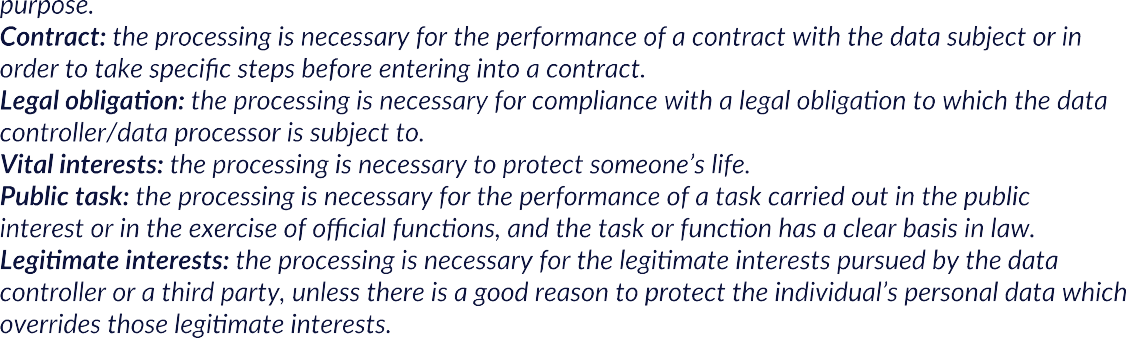 purpose.
Contract: the processing is necessary for the performance of a contract with the data subject or in
order to take specific steps before entering into a contract.
Legal obligation: the processing is necessary for compliance with a legal obligation to which the data
controller/data processor is subject to.
Vital interests: the processing is necessary to protect someone’s life.
Public task: the processing is necessary for the performance of a task carried out in the public
interest or in the exercise of official functions, and the task or function has a clear basis in law.
Legitimate interests: the processing is necessary for the legitimate interests pursued by the data
controller or a third party, unless there is a good reason to protect the individual’s personal data which
overrides those legitimate interests.